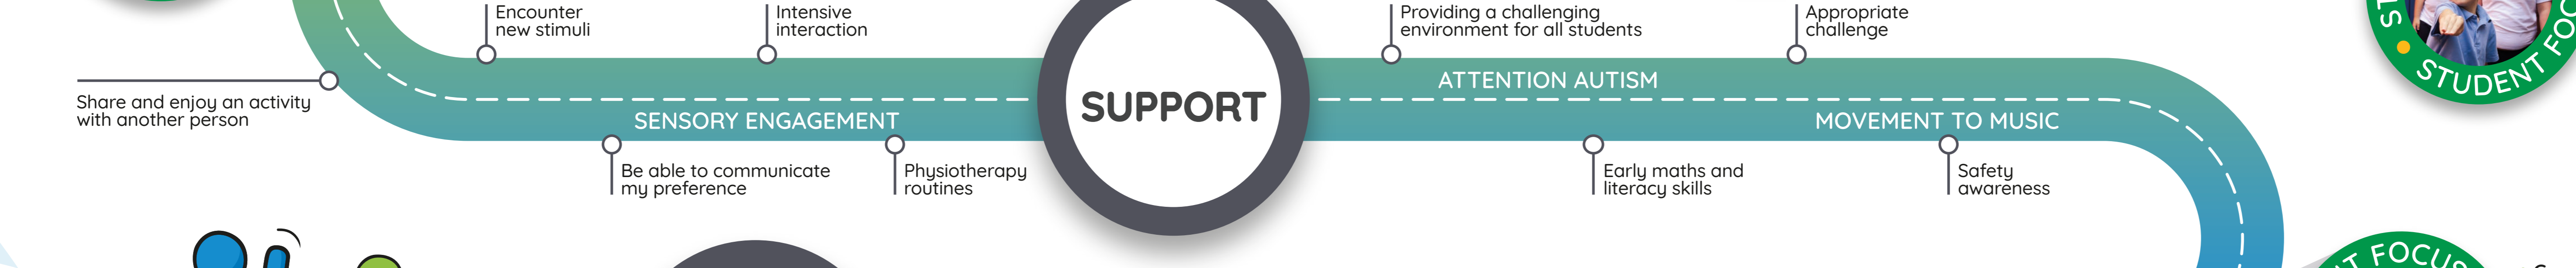 Encounter
new stimuli
Intensive
interaction
Providing a challenging
environment for all students
Appropriate
challenge
Share and enjoy an activity
with another person
SENSORY ENGAGEMENT
SUPPORT
ATTENTION AUTISM
MOVEMENT TO MUSIC
Be able to communicate
my preference
Physiotherapy
routines
Early maths and
literacy skills
Safety
awareness
STUDENT
FOCUS